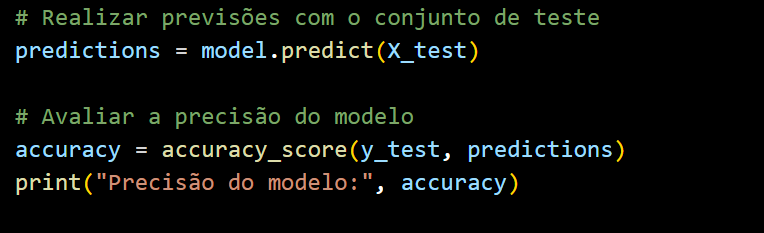 # Realizar previsões com o conjunto de teste
predictions = model.predict(X_test)
# Avaliar a precisão do modelo
accuracy = accuracy_score(y_test, predictions)
print("Precisão do modelo:", accuracy)